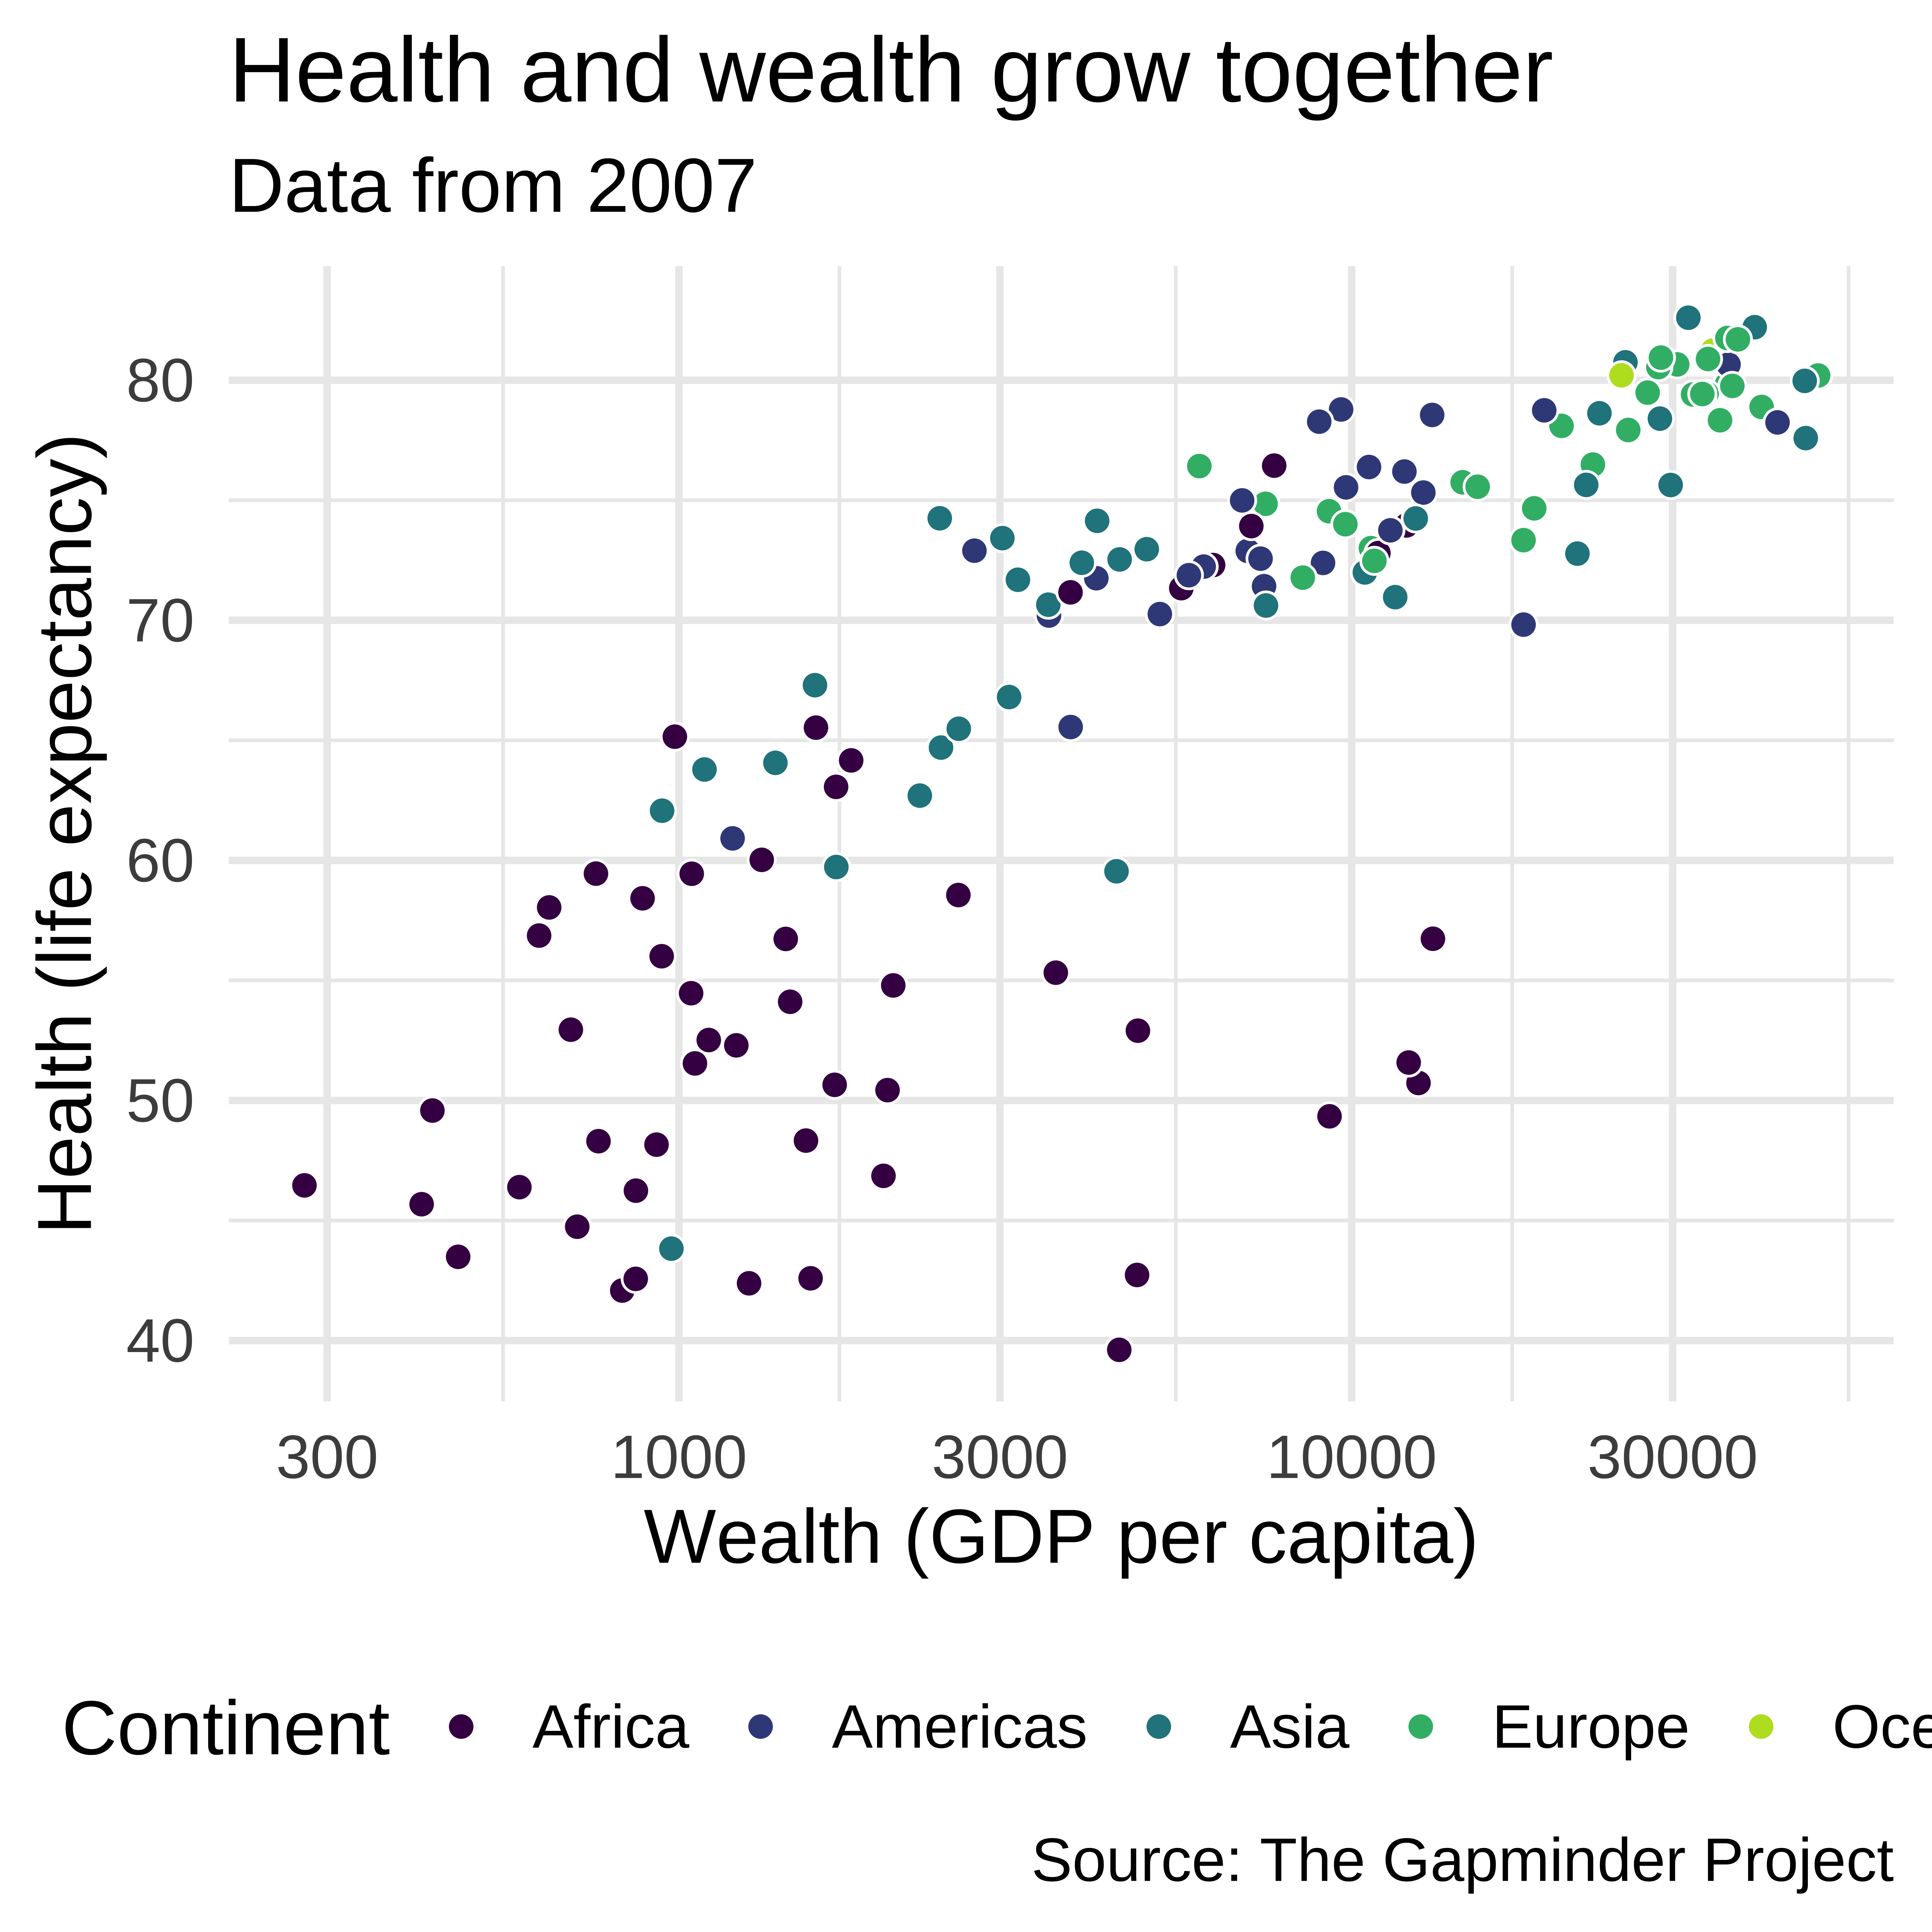 Health and wealth grow together
Data from 2007
Health (life expectancy)
80
70
60
50
40
300 1000 3000 10000 30000
Wealth (GDP per capita)
Continent Africa Americas Asia Europe
Source: The Gapminder Project